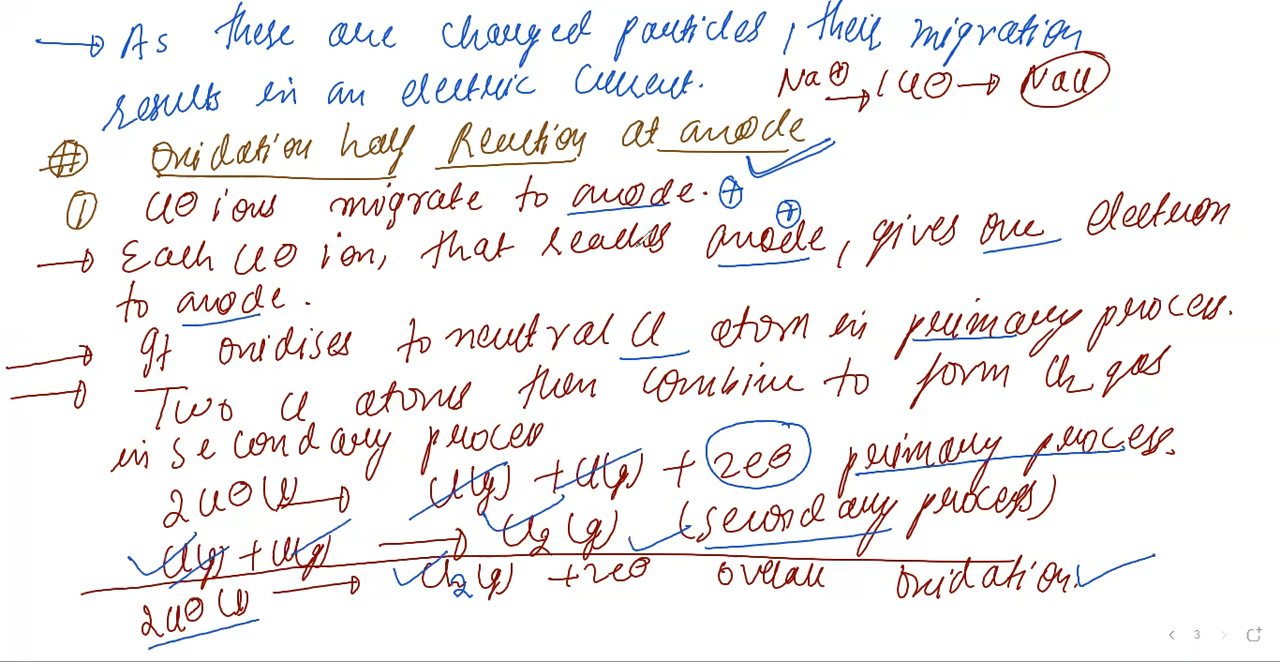 → As these are charged particles, their migration
results in an electric current. Na⊕ → Cl⊖ → NaCl
# Oxidation half Reaction at anode
① Cl⊖ ions migrate to anode. ⊕
→ Each Cl⊖ ion, that reaches anode, gives one electron ⊕
to anode.
→ It oxidises to neutral Cl atom in primary process.
→ Two Cl atoms then combine to form Cl2 gas
in secondary proces
2Cl⊖(l) → Cl(g) + Cl(g) + 2e⊖ primary process.
Cl(g) + Cl(g) → Cl2(g) (secondary process)
2Cl⊖(l) → Cl2(g) + 2e⊖ overall oxidation.
3